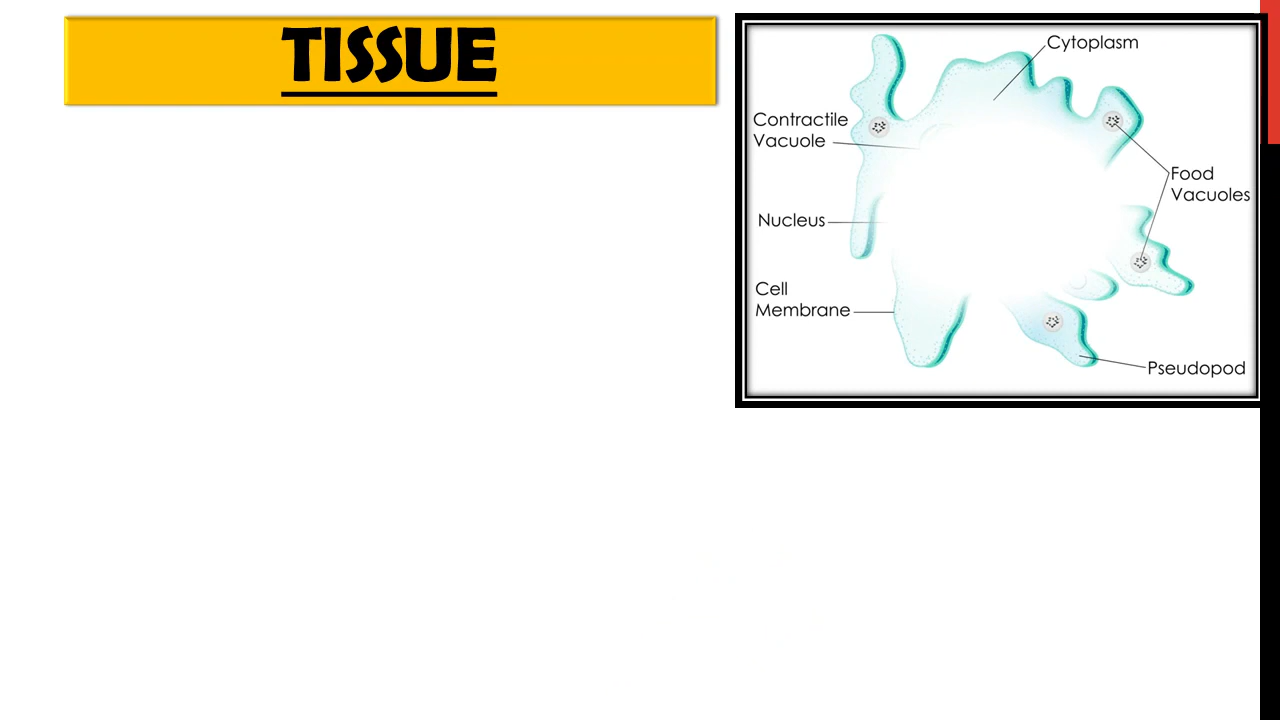 TISSUE
Cytoplasm
Contractile
Vacuole
Food
Vacuoles
Nucleus
Cell
Membrane
Pseudopod